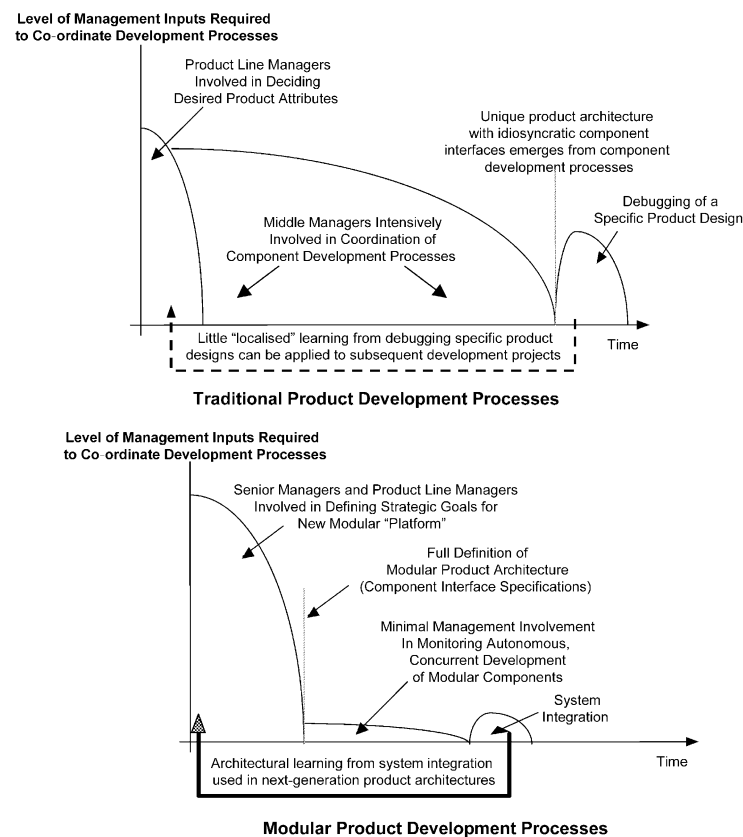 Level of Management Inputs Required
to Co-ordinate Development Processes
Product Line Managers
Involved in Deciding
Desired Product Attributes
Unique product architecture
with idiosyncratic component
interfaces emerges from component
development processes
Debugging of a
Specific Product Design
Middle Managers Intensively
Involved in Coordination of
Component Development Processes
Little “localised” learning from debugging specific product
designs can be applied to subsequent development projects
Time
Traditional Product Development Processes
Level of Management Inputs Required
to Co-ordinate Development Processes
Senior Managers and Product Line Managers
Involved in Defining Strategic Goals for
New Modular “Platform”
Full Definition of
Modular Product Architecture
(Component Interface Specifications)
Minimal Management Involvement
In Monitoring Autonomous,
Concurrent Development
of Modular Components
System
Integration
Architectural learning from system integration
used in next-generation product architectures
Time
Modular Product Development Processes